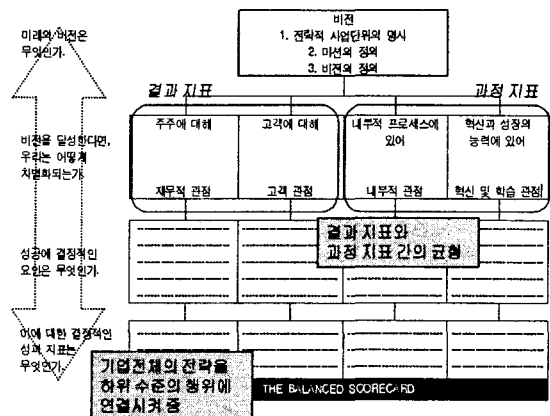 비전
1. 전략적 사업단위의 명시
2. 미션의 정의
3. 비전의 정의
미래의 비전은
무엇인가.
결과 지표
과정 지표
비전을 달성한다면,
우리는 어떻게
차별화되는가.
주주에 대해
고객에 대해
내부적 프로세스에
있어
혁신과 성장의
능력에 있어
재무적 관점
고객 관점
내부적 관점
혁신 및 학습 관점
성공에 결정적인
요인은 무엇인가.
결과 지표와
과정 지표 간의 균형
이에 대한 결정적인
성과 지표는
무엇인가.
기업전체의 전략을
하위 수준의 행위에
연결시켜 줌
THE BALANCED SCORECARD